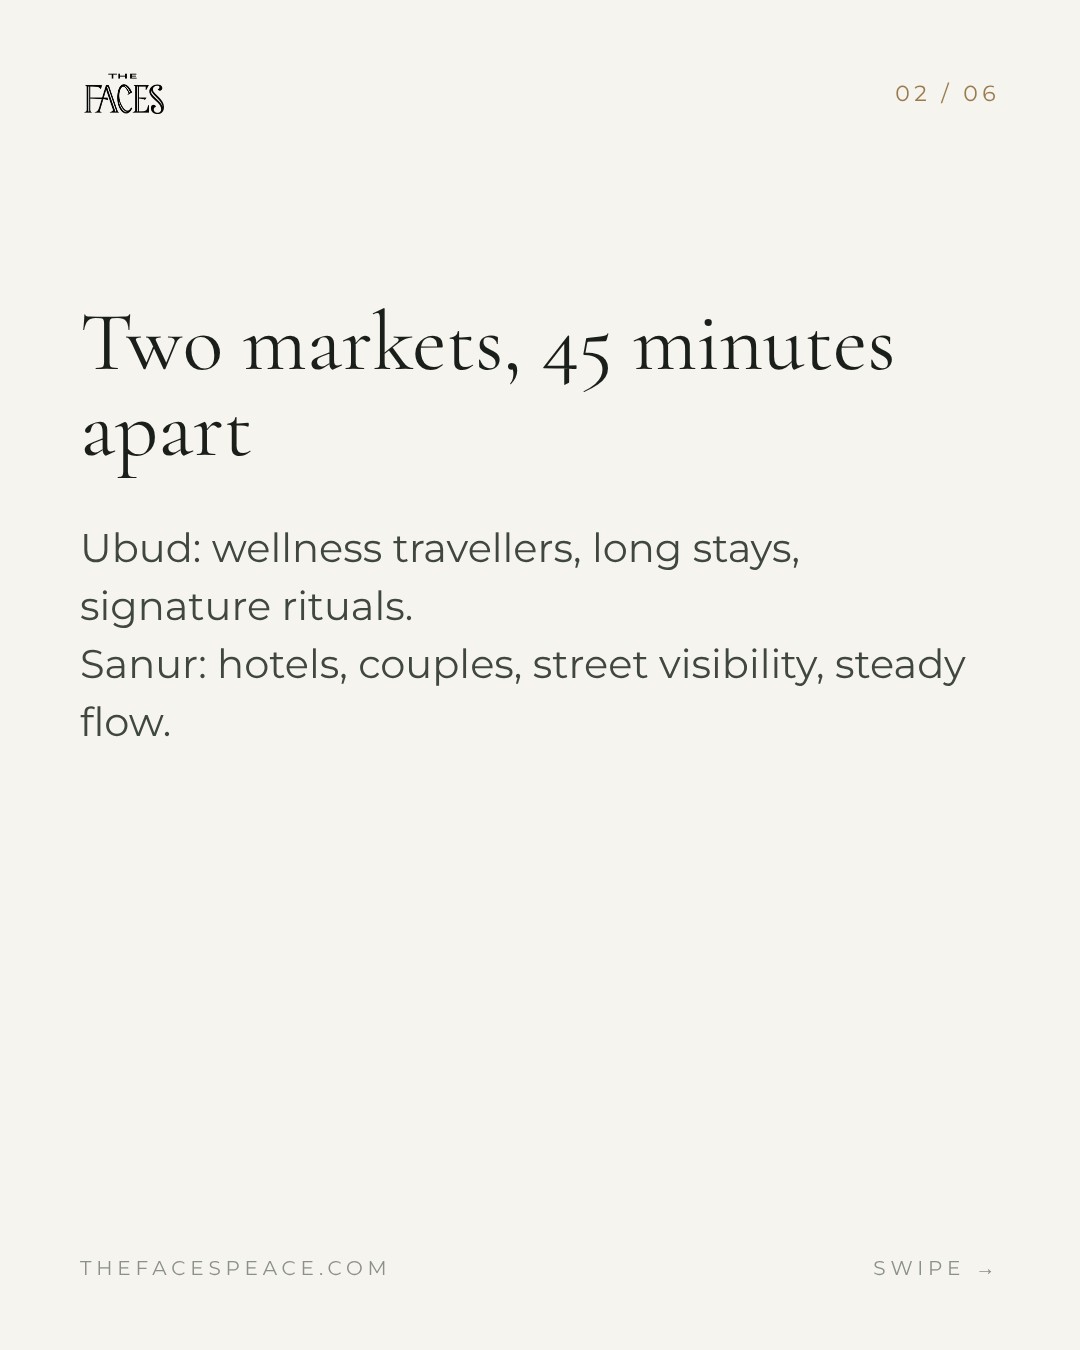 THE
FACES
02 / 06
Two markets, 45 minutes
apart
Ubud: wellness travellers, long stays,
signature rituals.
Sanur: hotels, couples, street visibility, steady
flow.
THEFACESPEACE.COM
SWIPE →